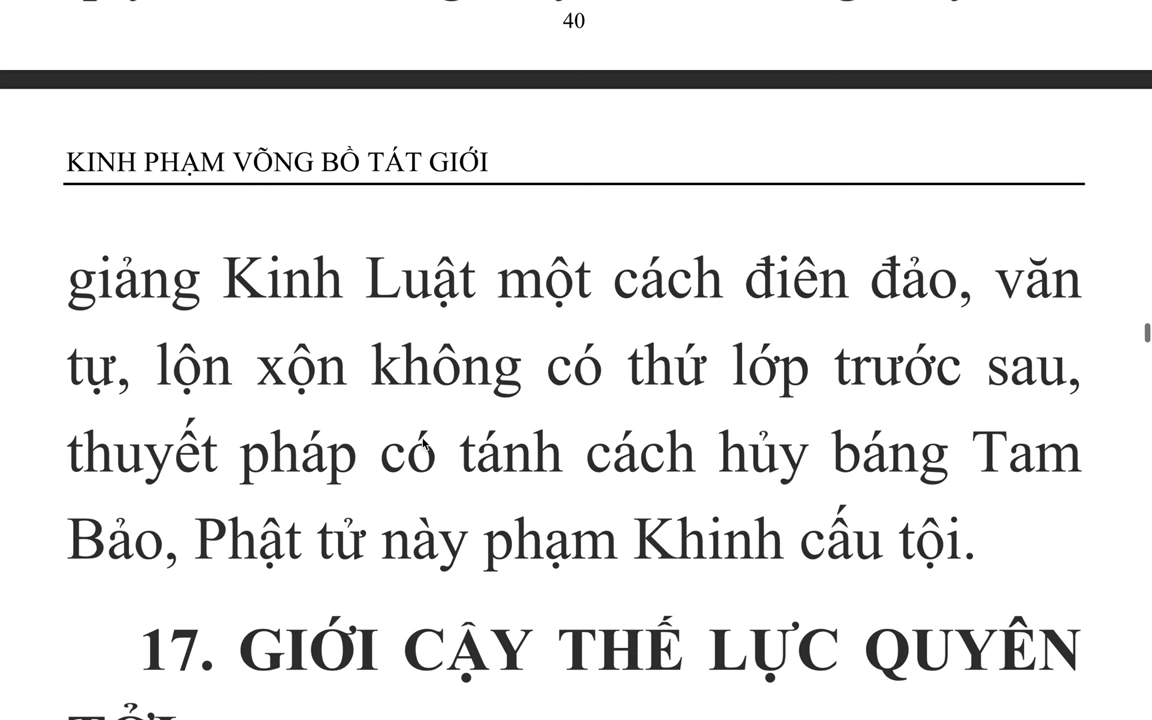 40
KINH PHẠM VÕNG BỒ TÁT GIỚI
giảng Kinh Luật một cách điên đảo, văn
tự, lộn xộn không có thứ lớp trước sau,
thuyết pháp có tánh cách hủy báng Tam
Bảo, Phật tử này phạm Khinh cấu tội.
17. GIỚI CẬY THẾ LỰC QUYÊN